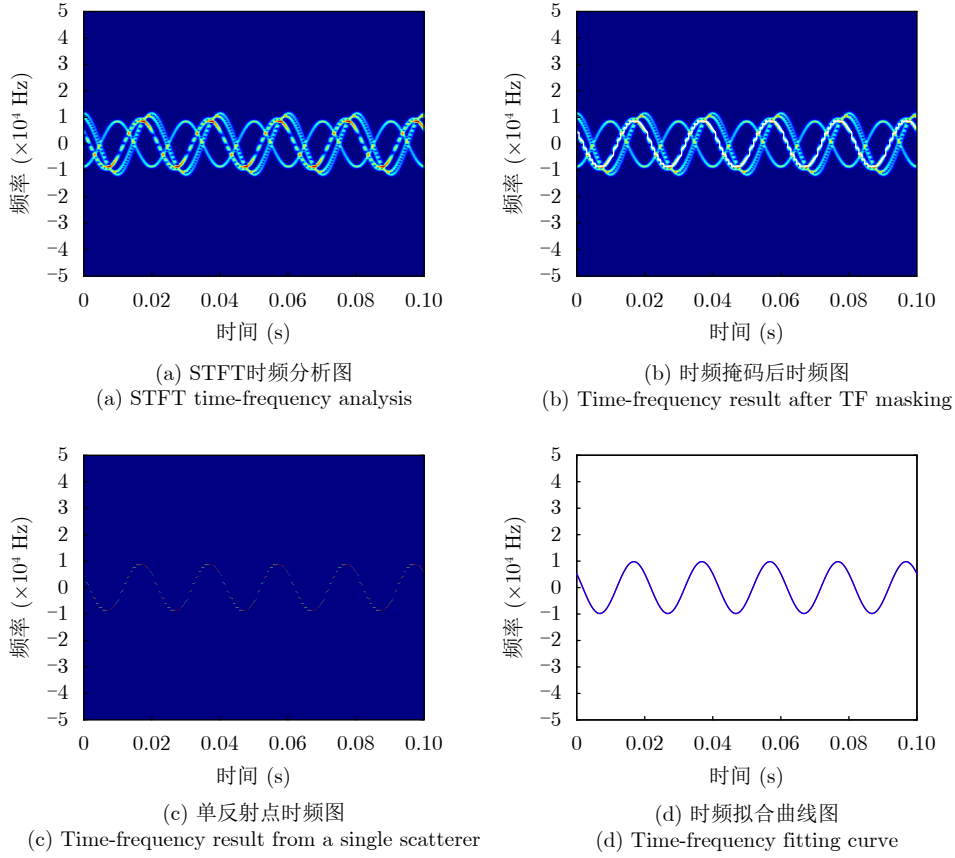 5
4
3
2
1
0
−1
−2
−3
−4
−5
频率 (×10⁴ Hz)
0 0.02 0.04 0.06 0.08 0.10
时间 (s)
(a) STFT时频分析图
(a) STFT time-frequency analysis
5
4
3
2
1
0
−1
−2
−3
−4
−5
频率 (×10⁴ Hz)
0 0.02 0.04 0.06 0.08 0.10
时间 (s)
(b) 时频掩码后时频图
(b) Time-frequency result after TF masking
5
4
3
2
1
0
−1
−2
−3
−4
−5
频率 (×10⁴ Hz)
0 0.02 0.04 0.06 0.08 0.10
时间 (s)
(c) 单反射点时频图
(c) Time-frequency result from a single scatterer
5
4
3
2
1
0
−1
−2
−3
−4
−5
频率 (×10⁴ Hz)
0 0.02 0.04 0.06 0.08 0.10
时间 (s)
(d) 时频拟合曲线图
(d) Time-frequency fitting curve